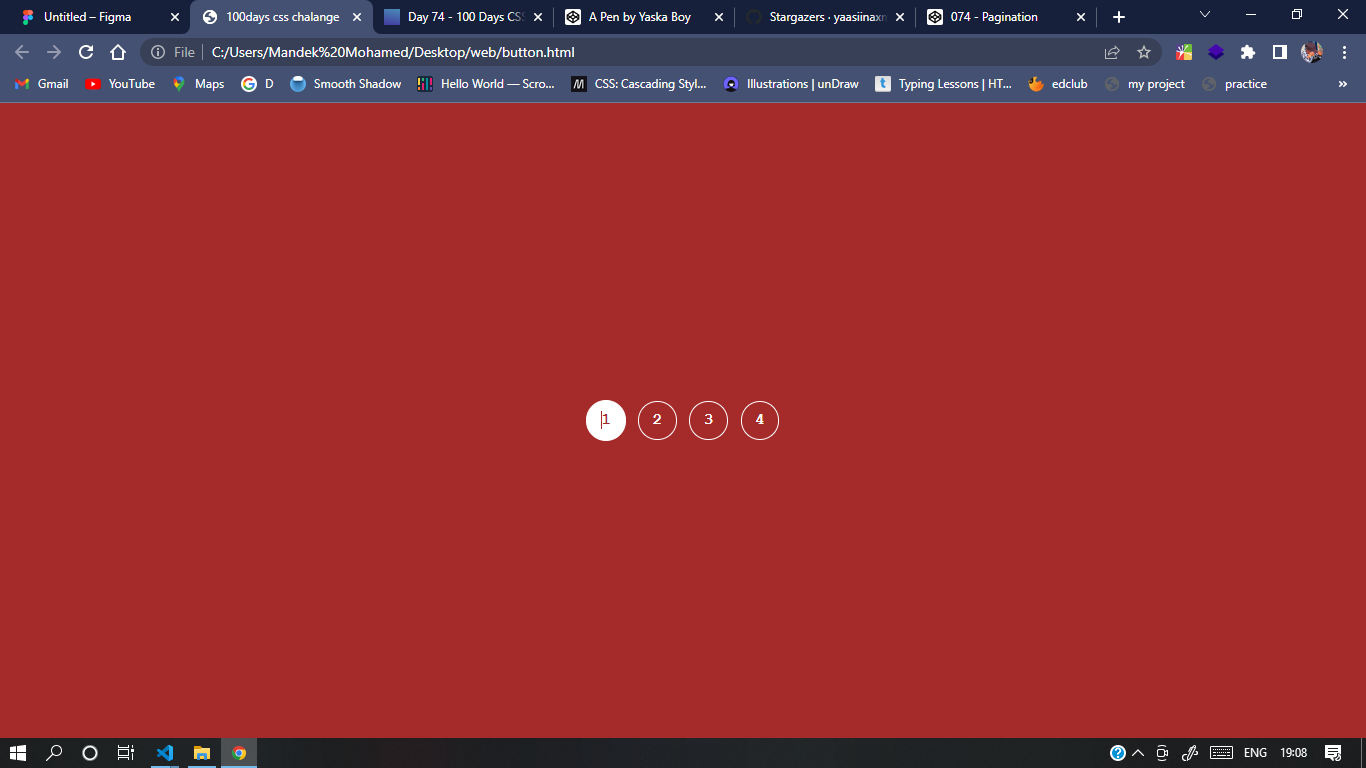 Untitled – Figma
100days css chalange
Day 74 - 100 Days CSS
A Pen by Yaska Boy
Stargazers · yaasiinaxn
074 - Pagination
File C:/Users/Mandek%20Mohamed/Desktop/web/button.html
Gmail YouTube Maps D Smooth Shadow Hello World — Scro... CSS: Cascading Styl... Illustrations | unDraw Typing Lessons | HT... edclub my project practice »
1 2 3 4
ENG 19:08